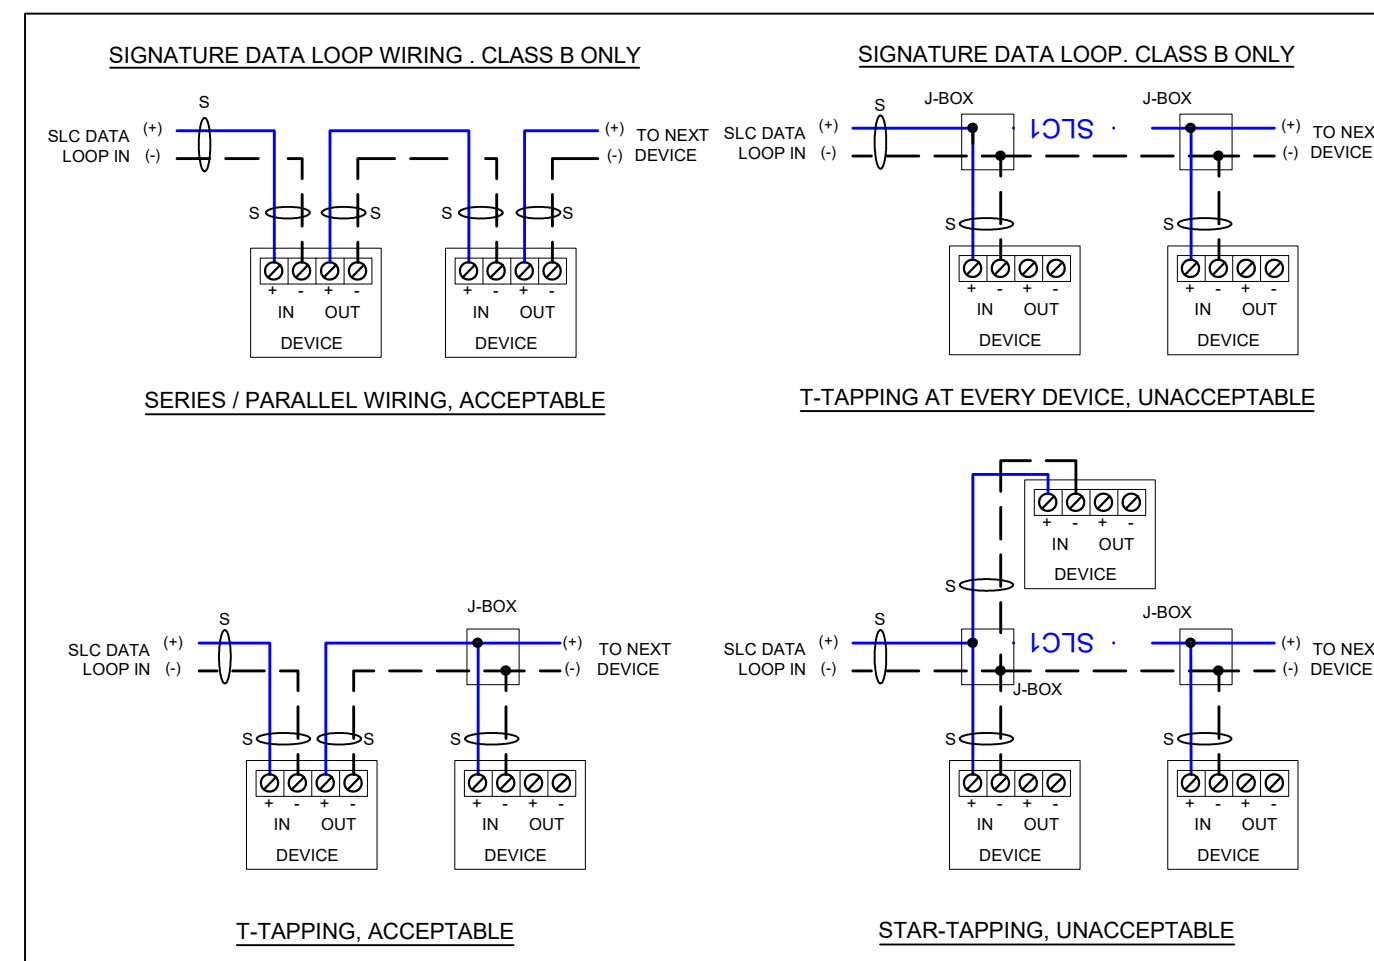 SIGNATURE DATA LOOP WIRING . CLASS B ONLY
S
SLC DATA (+)
LOOP IN (-)
(+) TO NEXT
(-) DEVICE
S S S S
+ - + - + - + -
IN OUT IN OUT
DEVICE DEVICE
SERIES / PARALLEL WIRING, ACCEPTABLE
SIGNATURE DATA LOOP. CLASS B ONLY
J-BOX J-BOX
S
SLC DATA (+)
LOOP IN (-)
SLC1
(+) TO NEX
(-) DEVICE
S S
+ - + - + - + -
IN OUT IN OUT
DEVICE DEVICE
T-TAPPING AT EVERY DEVICE, UNACCEPTABLE
J-BOX
S
SLC DATA (+)
LOOP IN (-)
(+) TO NEXT
(-) DEVICE
S S S
+ - + - + - + -
IN OUT IN OUT
DEVICE DEVICE
T-TAPPING, ACCEPTABLE
+ - + -
IN OUT
DEVICE
S
J-BOX
S
SLC DATA (+)
LOOP IN (-)
SLC1
(+) TO NEX
(-) DEVICE
J-BOX
S S
+ - + - + - + -
IN OUT IN OUT
DEVICE DEVICE
STAR-TAPPING, UNACCEPTABLE